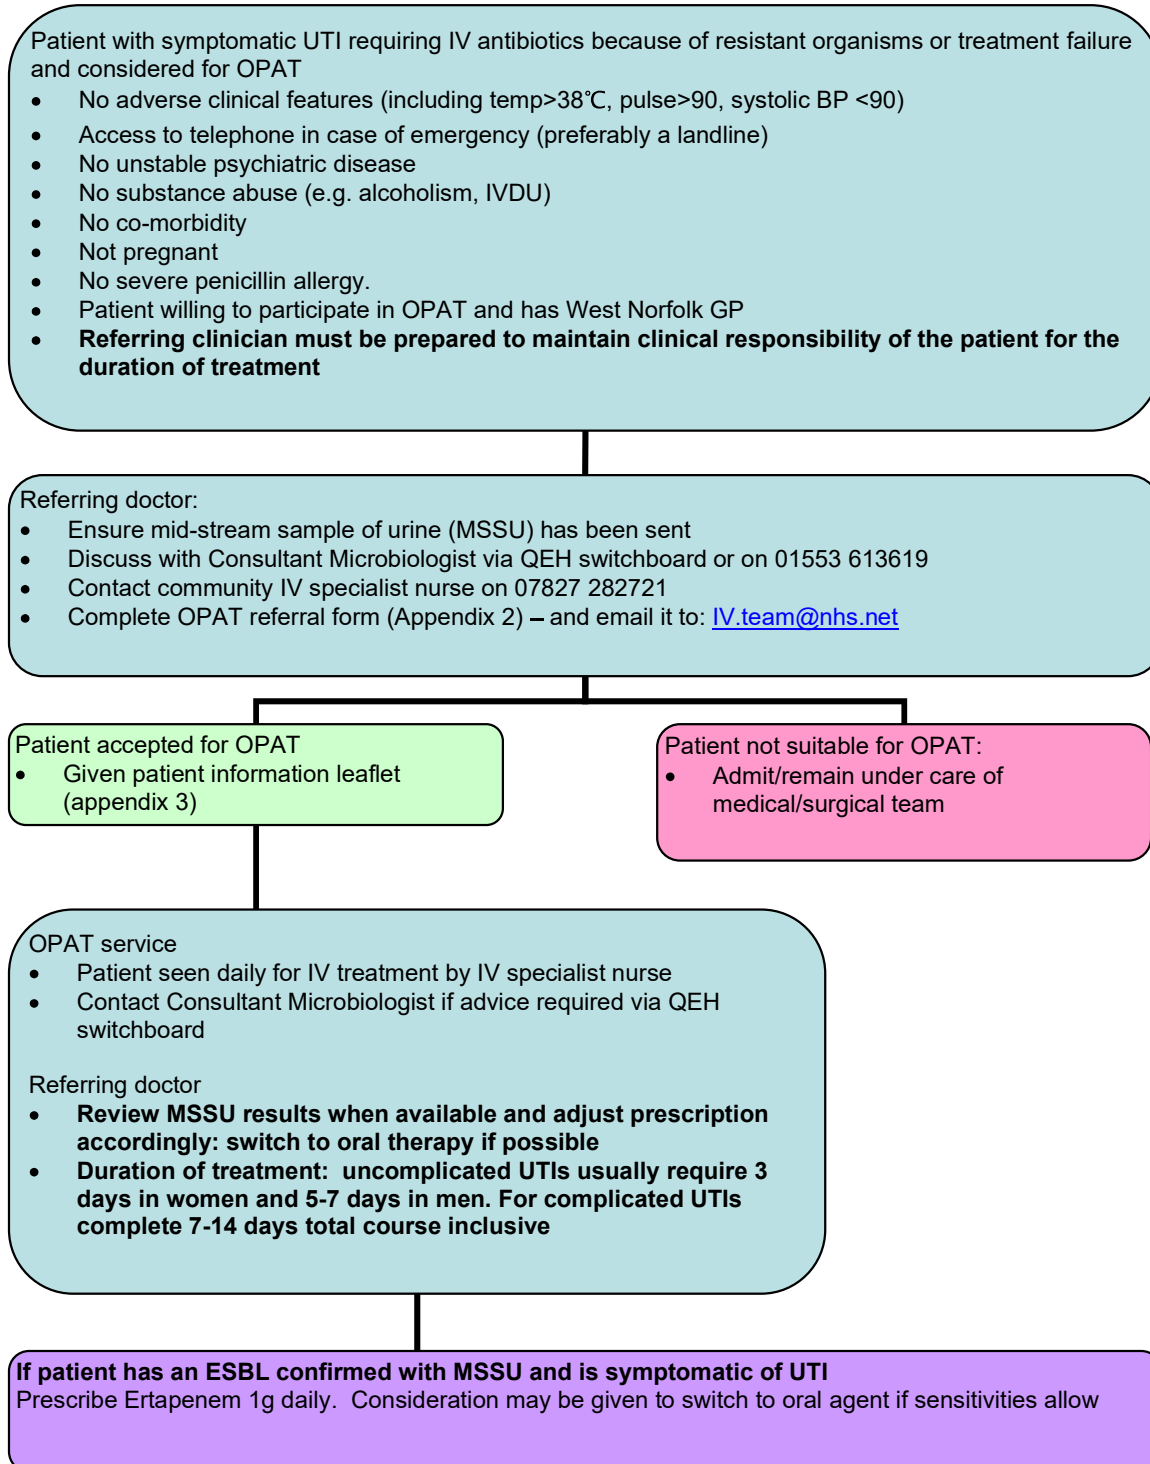 Patient with symptomatic UTI requiring IV antibiotics because of resistant organisms or treatment failure
and considered for OPAT
• No adverse clinical features (including temp>38℃, pulse>90, systolic BP <90)
• Access to telephone in case of emergency (preferably a landline)
• No unstable psychiatric disease
• No substance abuse (e.g. alcoholism, IVDU)
• No co-morbidity
• Not pregnant
• No severe penicillin allergy.
• Patient willing to participate in OPAT and has West Norfolk GP
• Referring clinician must be prepared to maintain clinical responsibility of the patient for the
duration of treatment
Referring doctor:
• Ensure mid-stream sample of urine (MSSU) has been sent
• Discuss with Consultant Microbiologist via QEH switchboard or on 01553 613619
• Contact community IV specialist nurse on 07827 282721
• Complete OPAT referral form (Appendix 2) – and email it to: IV.team@nhs.net
Patient accepted for OPAT
• Given patient information leaflet
(appendix 3)
Patient not suitable for OPAT:
• Admit/remain under care of
medical/surgical team
OPAT service
• Patient seen daily for IV treatment by IV specialist nurse
• Contact Consultant Microbiologist if advice required via QEH
switchboard
Referring doctor
• Review MSSU results when available and adjust prescription
accordingly: switch to oral therapy if possible
• Duration of treatment: uncomplicated UTIs usually require 3
days in women and 5-7 days in men. For complicated UTIs
complete 7-14 days total course inclusive
If patient has an ESBL confirmed with MSSU and is symptomatic of UTI
Prescribe Ertapenem 1g daily. Consideration may be given to switch to oral agent if sensitivities allow